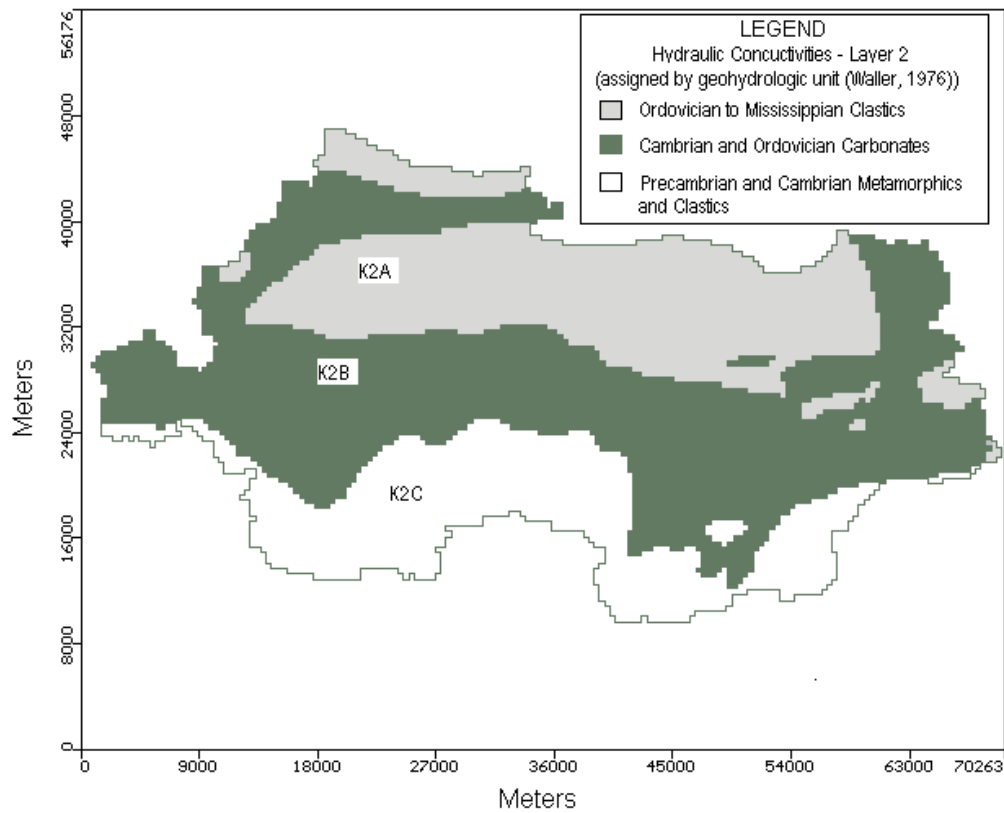 LEGEND
Hydraulic Concuctivities - Layer 2
(assigned by geohydrologic unit (Waller, 1976))
Ordovician to Mississippian Clastics
Cambrian and Ordovician Carbonates
Precambrian and Cambrian Metamorphics
and Clastics
56176
48000
40000
32000
24000
16000
8000
0
Meters
K2A
K2B
K2C
0
9000
18000
27000
36000
45000
54000
63000
70263
Meters